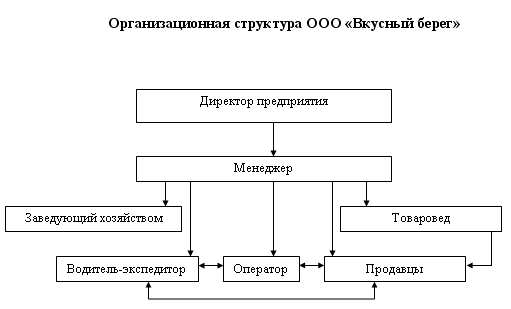 Организационная структура ООО «Вкусный берег»
Директор предприятия
Менеджер
Заведующий хозяйством
Товаровед
Водитель-экспедитор
Оператор
Продавцы